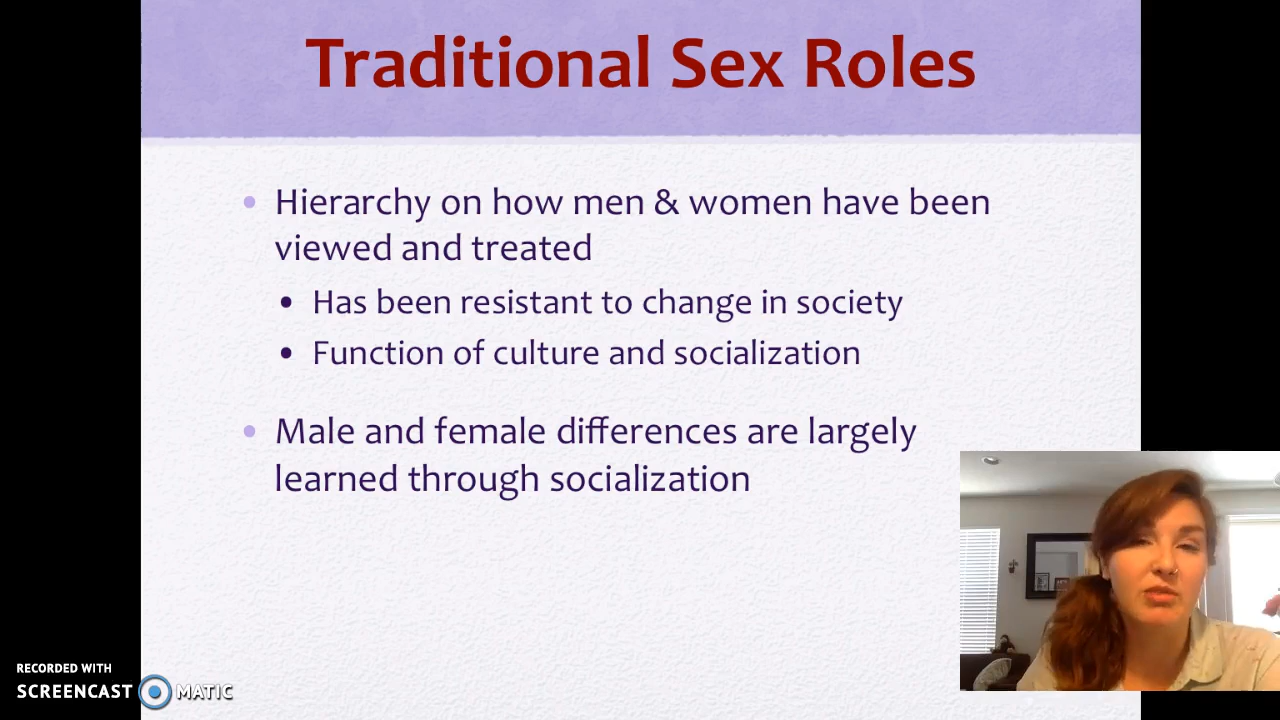 Traditional Sex Roles
• Hierarchy on how men & women have been
viewed and treated
• Has been resistant to change in society
• Function of culture and socialization
• Male and female differences are largely
learned through socialization
RECORDED WITH
SCREENCAST MATIC